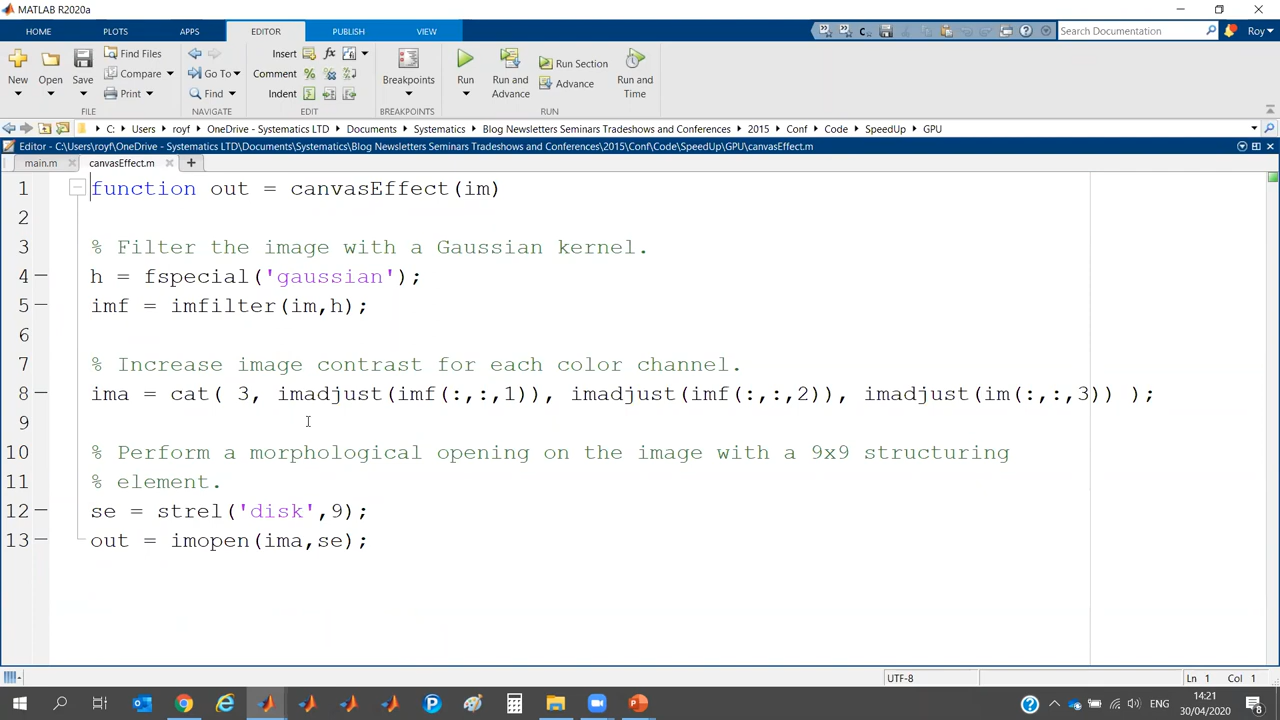 MATLAB R2020a
HOME PLOTS APPS EDITOR PUBLISH VIEW
Search Documentation Roy
New Open Save Find Files Compare Print
Go To Find
Insert fx Comment % Indent
Breakpoints
Run Run and Advance Run Section Advance Run and Time
FILE NAVIGATE EDIT BREAKPOINTS RUN
C: Users royf OneDrive - Systematics LTD Documents Systematics Blog Newsletters Seminars Tradeshows and Conferences 2015 Conf Code SpeedUp GPU
Editor - C:\Users\royf\OneDrive - Systematics LTD\Documents\Systematics\Blog Newsletters Seminars Tradeshows and Conferences\2015\Conf\Code\SpeedUp\GPU\canvasEffect.m
main.m canvasEffect.m
1 function out = canvasEffect(im)
2
3 % Filter the image with a Gaussian kernel.
4 h = fspecial('gaussian');
5 imf = imfilter(im,h);
6
7 % Increase image contrast for each color channel.
8 ima = cat( 3, imadjust(imf(:,:,1)), imadjust(imf(:,:,2)), imadjust(im(:,:,3)) );
9
10 % Perform a morphological opening on the image with a 9x9 structuring
11 % element.
12 se = strel('disk',9);
13 out = imopen(ima,se);
UTF-8 Ln 1 Col 1
ENG 14:21
30/04/2020 8